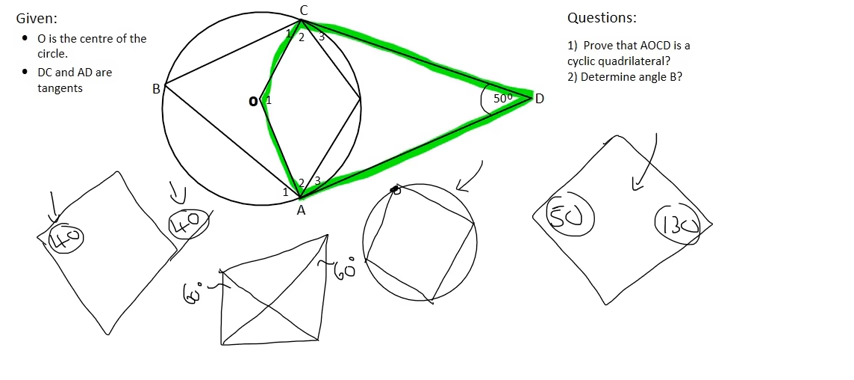 Given:
• O is the centre of the circle.
• DC and AD are tangents
C
1 2 3
B
O 1
50° D
1 2 3
A
Questions:
1) Prove that AOCD is a
cyclic quadrilateral?
2) Determine angle B?
40
40
60°
60°
50
130